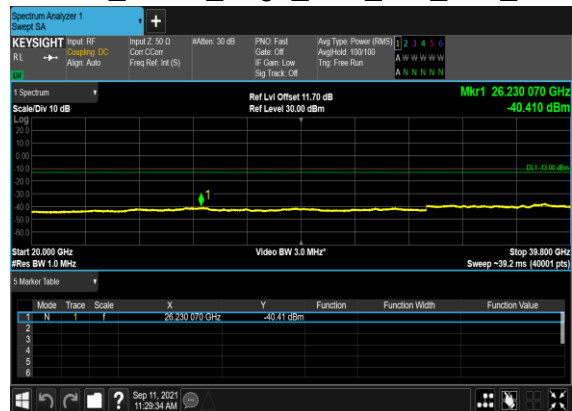 Spectrum Analyzer 1
Swept SA
+
KEYSIGHT Input: RF Input Z: 50 Ω #Atten: 30 dB PNO: Fast Avg Type: Power (RMS) 1 2 3 4 5 6
RL Coupling: DC Corr CCorr Gate: Off Avg|Hold: 100/100 A W W W W W
Align: Auto Freq Ref: Int (S) IF Gain: Low Trig: Free Run
Sig Track: Off A N N N N N
1 Spectrum Ref Lvl Offset 11.70 dB Mkr1 26.230 070 GHz
Scale/Div 10 dB Ref Level 30.00 dBm -40.410 dBm
Log
20.0
10.0
0.00
-10.0 DL1 -13.00 dBm
-20.0
-30.0
1
-40.0
-50.0
-60.0
Start 20.000 GHz Video BW 3.0 MHz* Stop 39.800 GHz
#Res BW 1.0 MHz Sweep ~39.2 ms (40001 pts)
5 Marker Table
Mode Trace Scale X Y Function Function Width Function Value
1 N 1 f 26.230 070 GHz -40.41 dBm
2
3
4
5
6
? Sep 11, 2021
11:29:34 AM